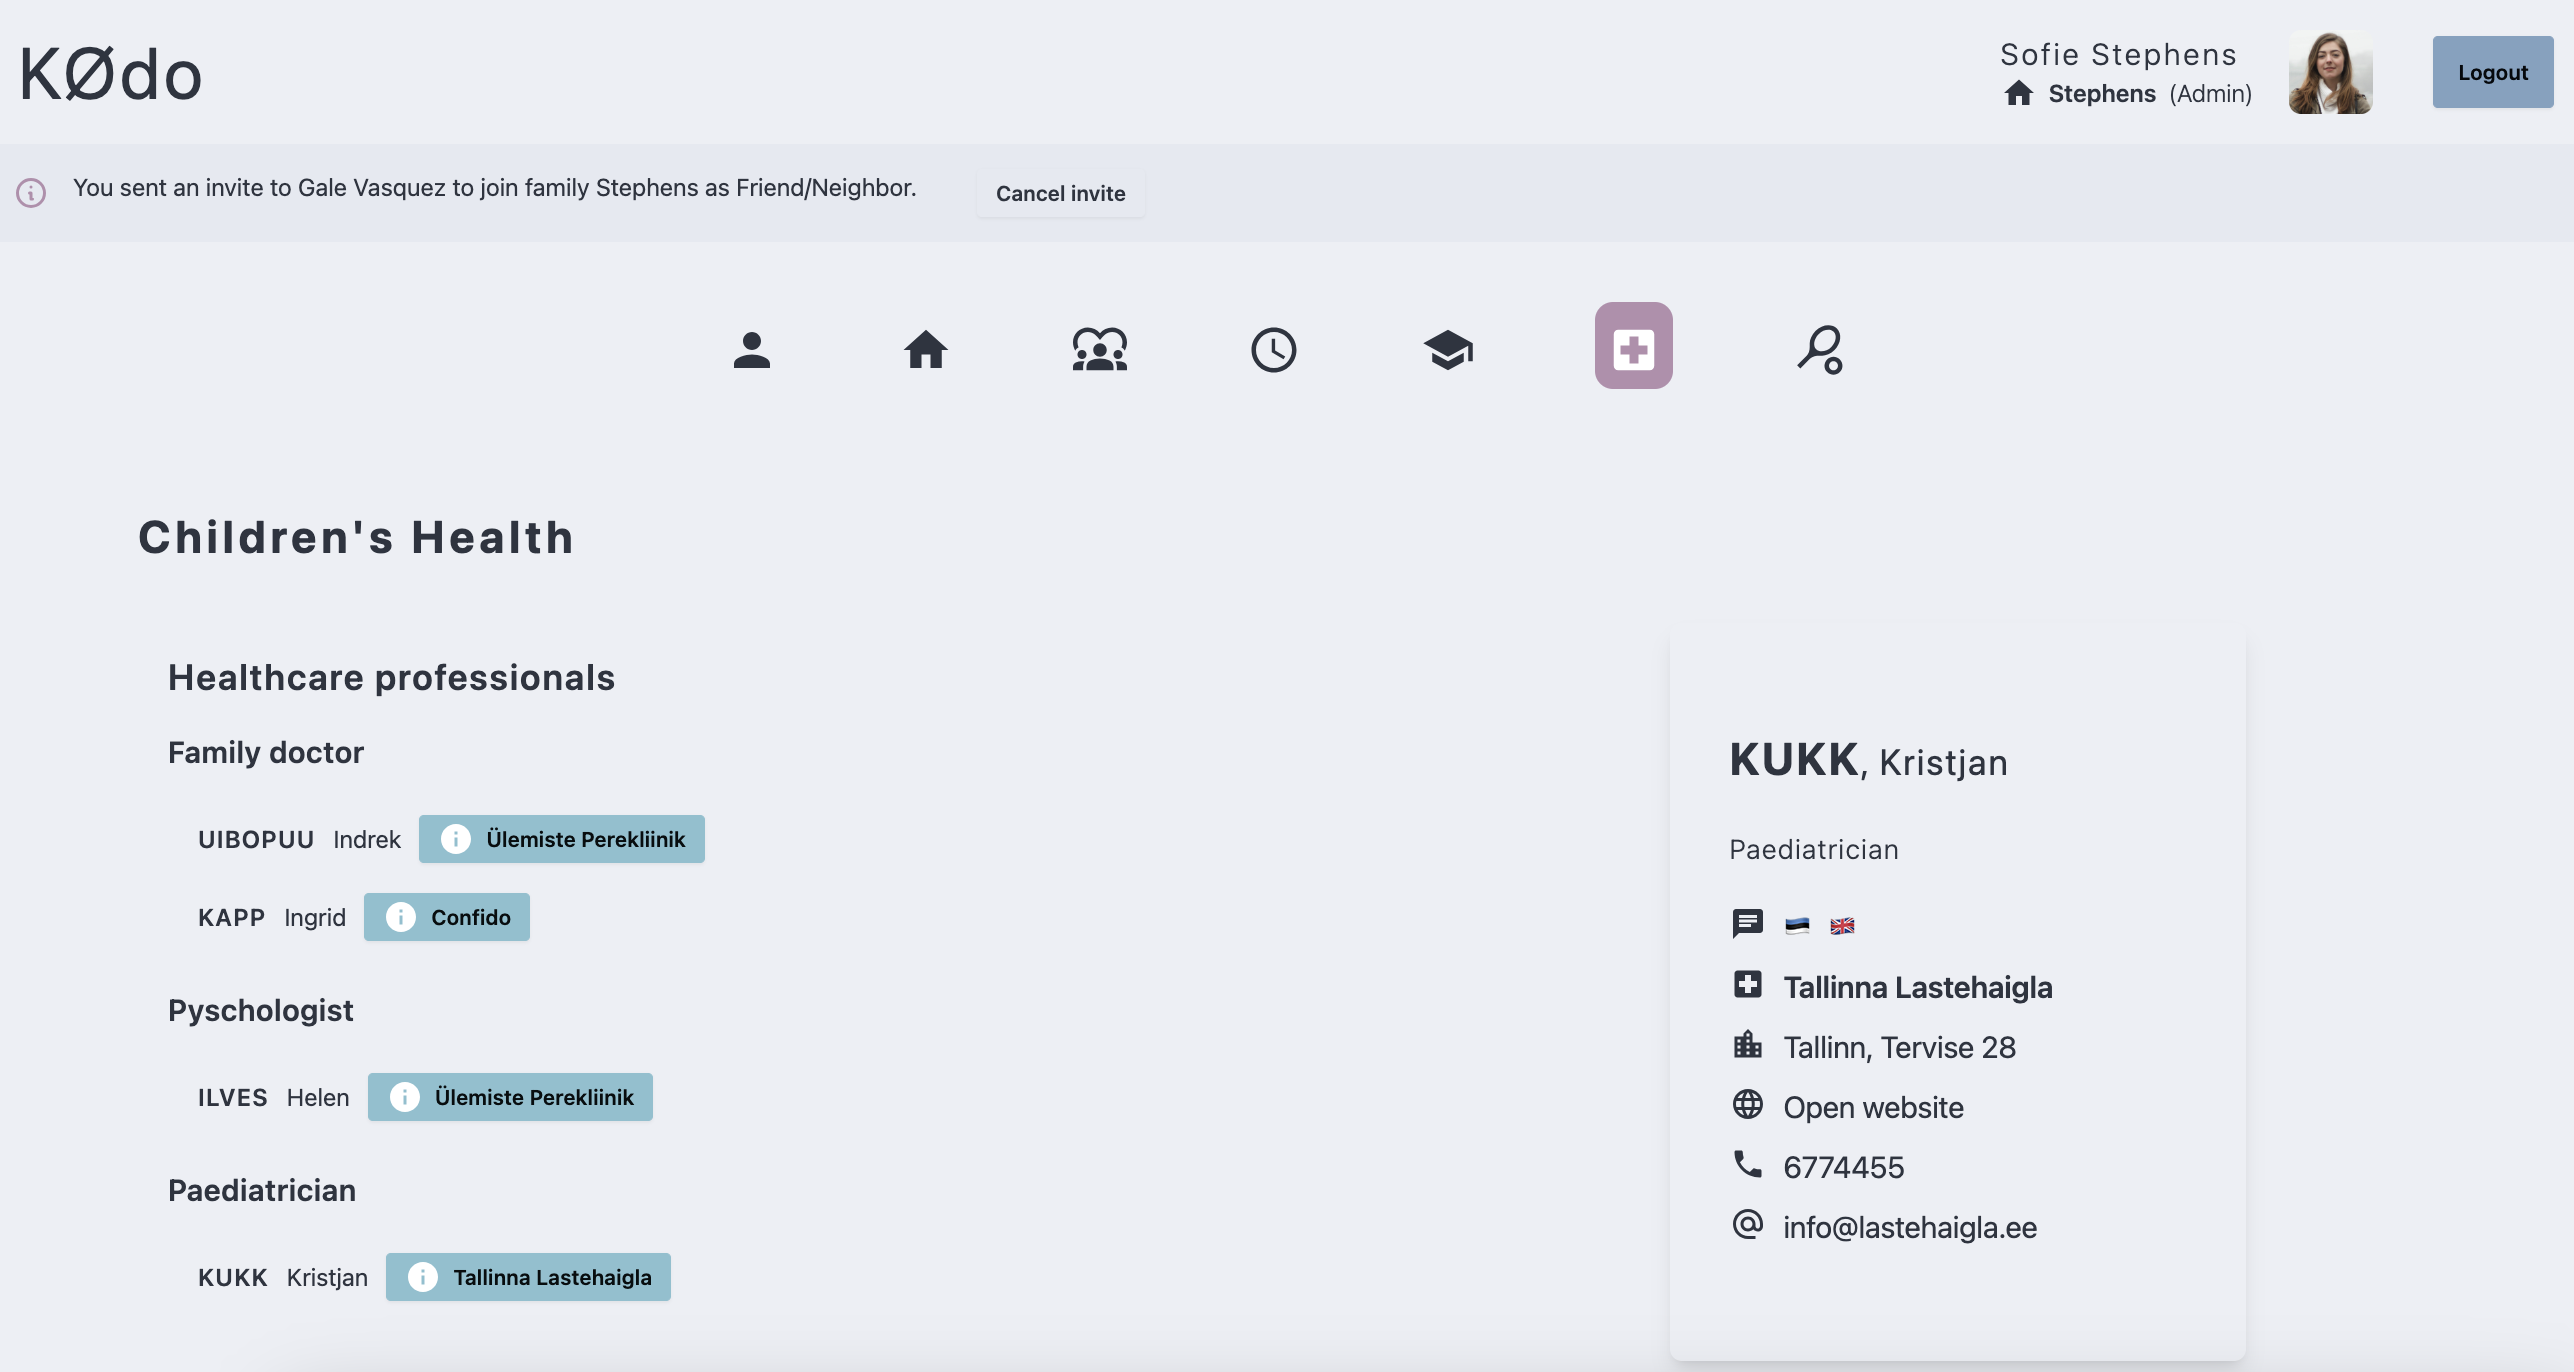 KØdo
Sofie Stephens
Stephens (Admin)
Logout
You sent an invite to Gale Vasquez to join family Stephens as Friend/Neighbor.
Cancel invite
Children's Health
Healthcare professionals
Family doctor
UIBOPUU Indrek Ülemiste Perekliinik
KAPP Ingrid Confido
Pyschologist
ILVES Helen Ülemiste Perekliinik
Paediatrician
KUKK Kristjan Tallinna Lastehaigla
KUKK, Kristjan
Paediatrician
Tallinna Lastehaigla
Tallinn, Tervise 28
Open website
6774455
info@lastehaigla.ee